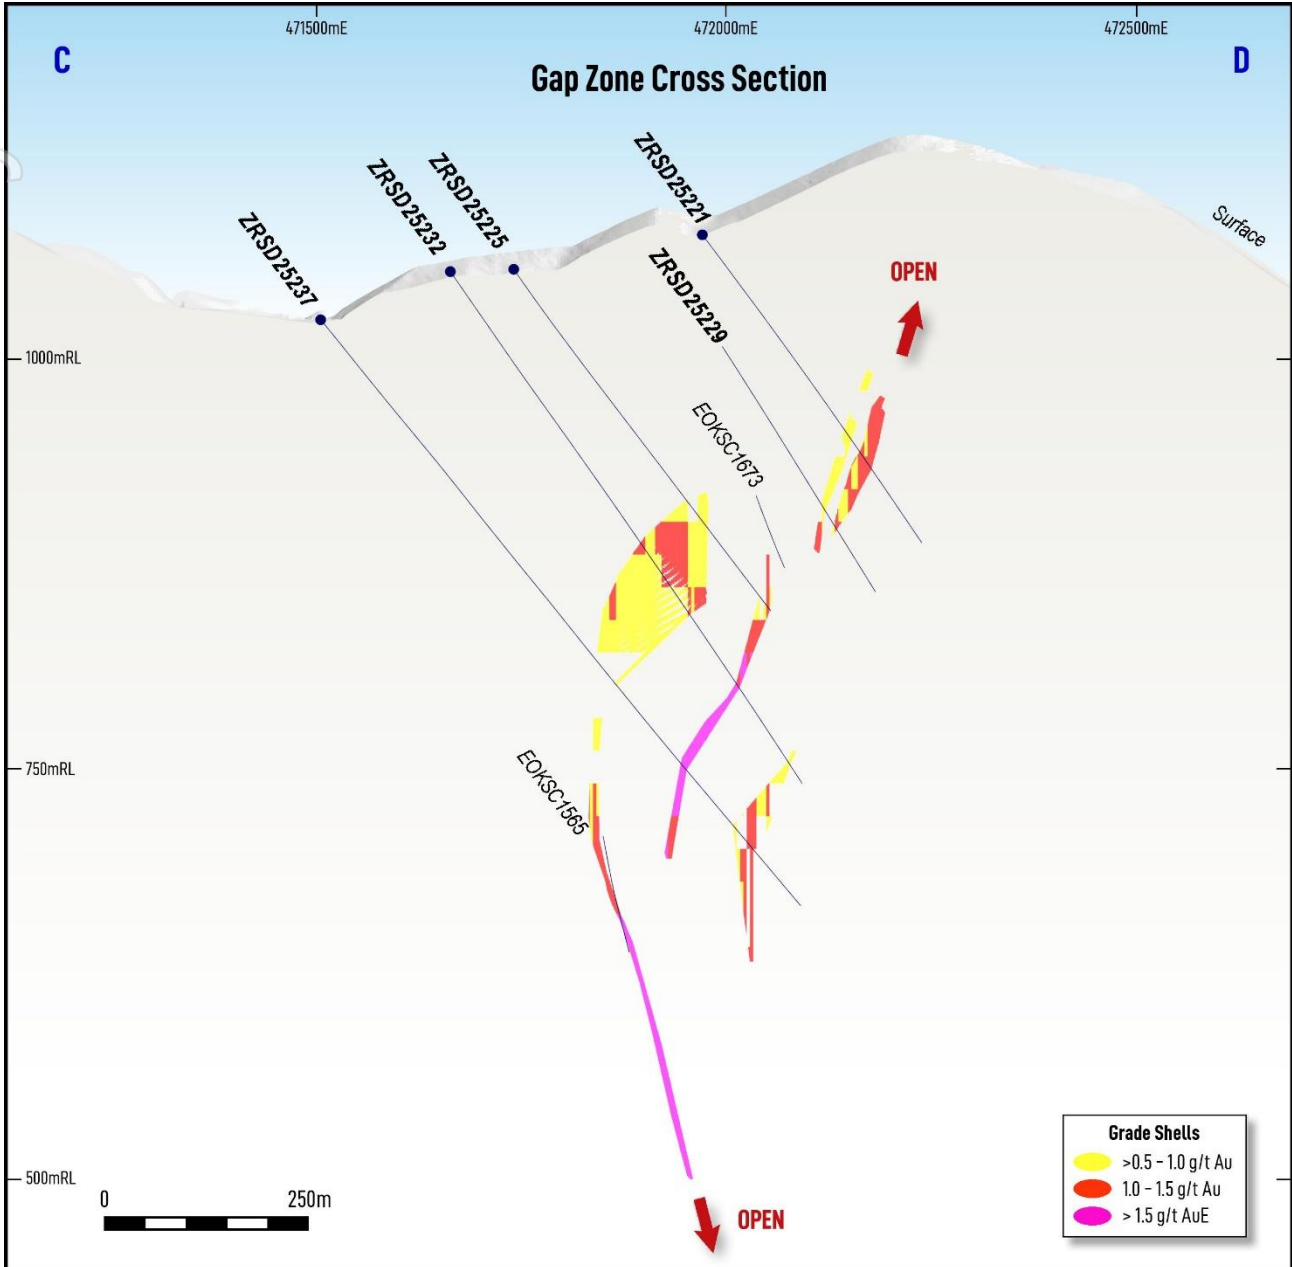 471500mE
472000mE
472500mE
C
D
Gap Zone Cross Section
ZRSD25221
ZRSD25225
ZRSD25232
ZRSD25237
Surface
ZRSD25229
OPEN
1000mRL
EOKSC1673
750mRL
EOKSC1565
500mRL
0 250m
OPEN
Grade Shells
>0.5 - 1.0 g/t Au
1.0 - 1.5 g/t Au
> 1.5 g/t AuE